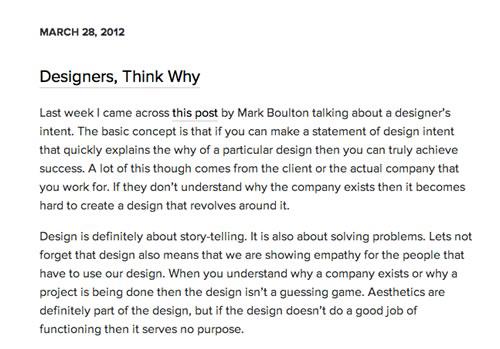 MARCH 28, 2012
Designers, Think Why
Last week I came across this post by Mark Boulton talking about a designer's
intent. The basic concept is that if you can make a statement of design intent
that quickly explains the why of a particular design then you can truly achieve
success. A lot of this though comes from the client or the actual company that
you work for. If they don't understand why the company exists then it becomes
hard to create a design that revolves around it.
Design is definitely about story-telling. It is also about solving problems. Lets not
forget that design also means that we are showing empathy for the people that
have to use our design. When you understand why a company exists or why a
project is being done then the design isn't a guessing game. Aesthetics are
definitely part of the design, but if the design doesn't do a good job of
functioning then it serves no purpose.